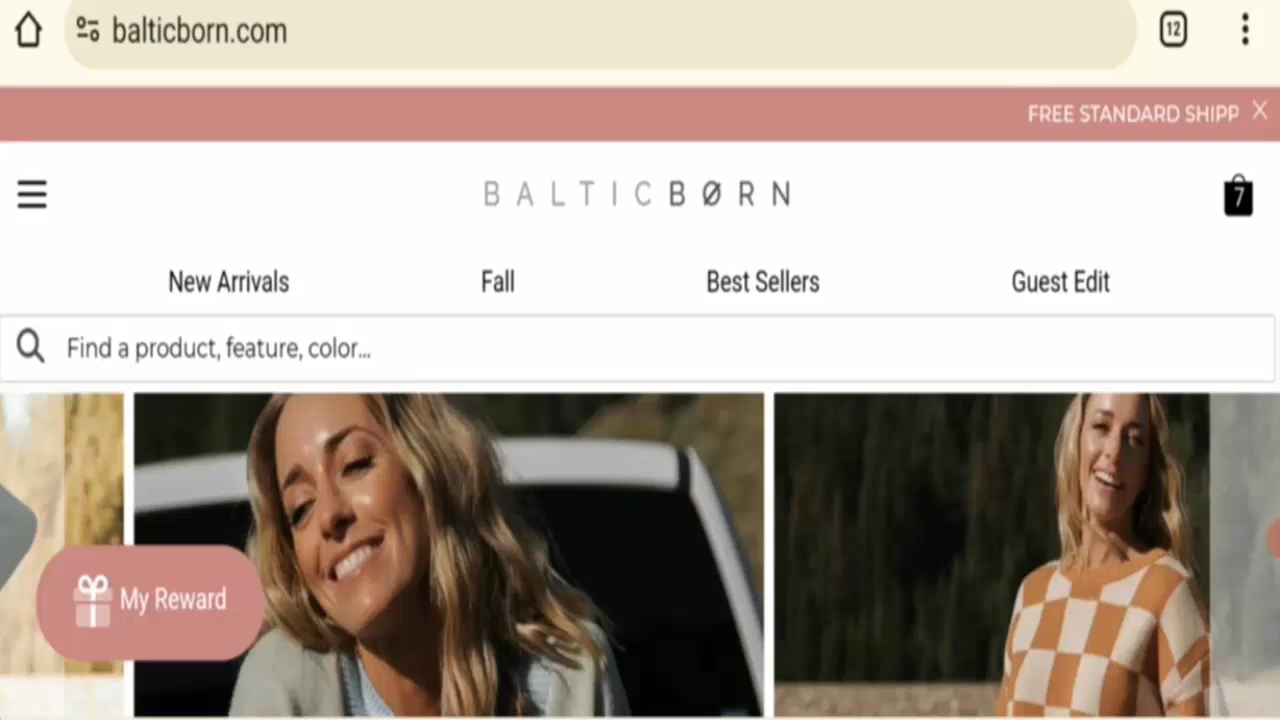 balticborn.com
12
FREE STANDARD SHIPP
BALTICBØRN
7
New Arrivals
Fall
Best Sellers
Guest Edit
Find a product, feature, color...
My Reward